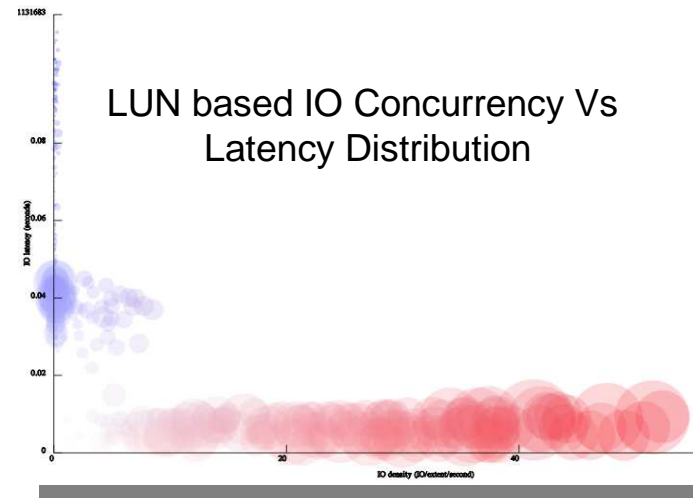 1131683
LUN based IO Concurrency Vs
Latency Distribution
0.08
0.06
IO latency (seconds)
0.04
0.02
0
0
20
40
IO density (IO/extent/second)